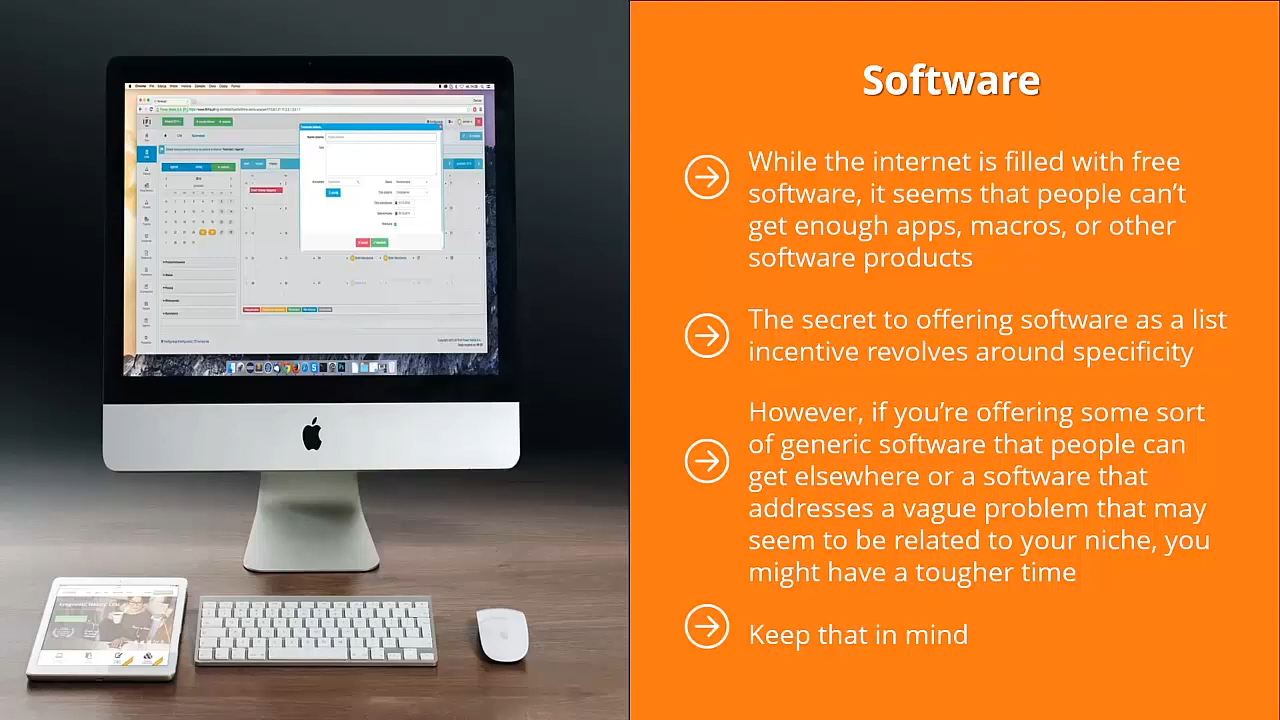 Software
While the internet is filled with free
software, it seems that people can’t
get enough apps, macros, or other
software products
The secret to offering software as a list
incentive revolves around specificity
However, if you’re offering some sort
of generic software that people can
get elsewhere or a software that
addresses a vague problem that may
seem to be related to your niche, you
might have a tougher time
Keep that in mind